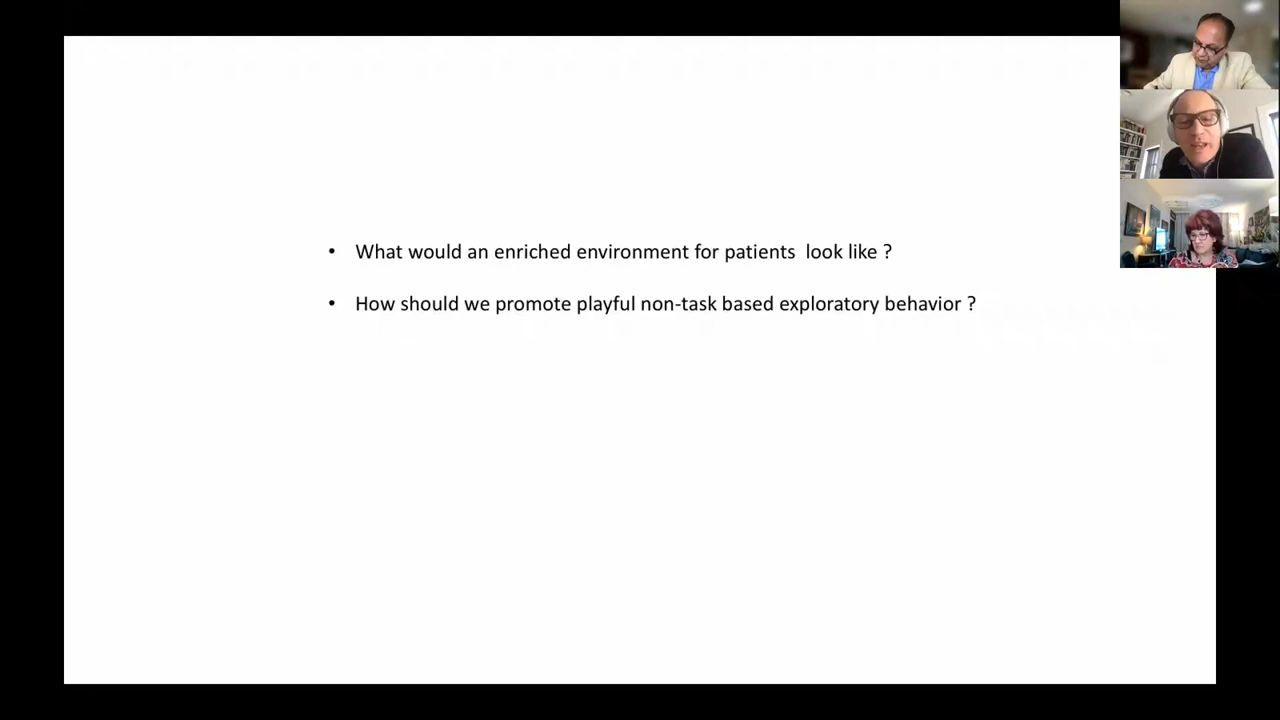 • What would an enriched environment for patients  look like ?
• How should we promote playful non-task based exploratory behavior ?